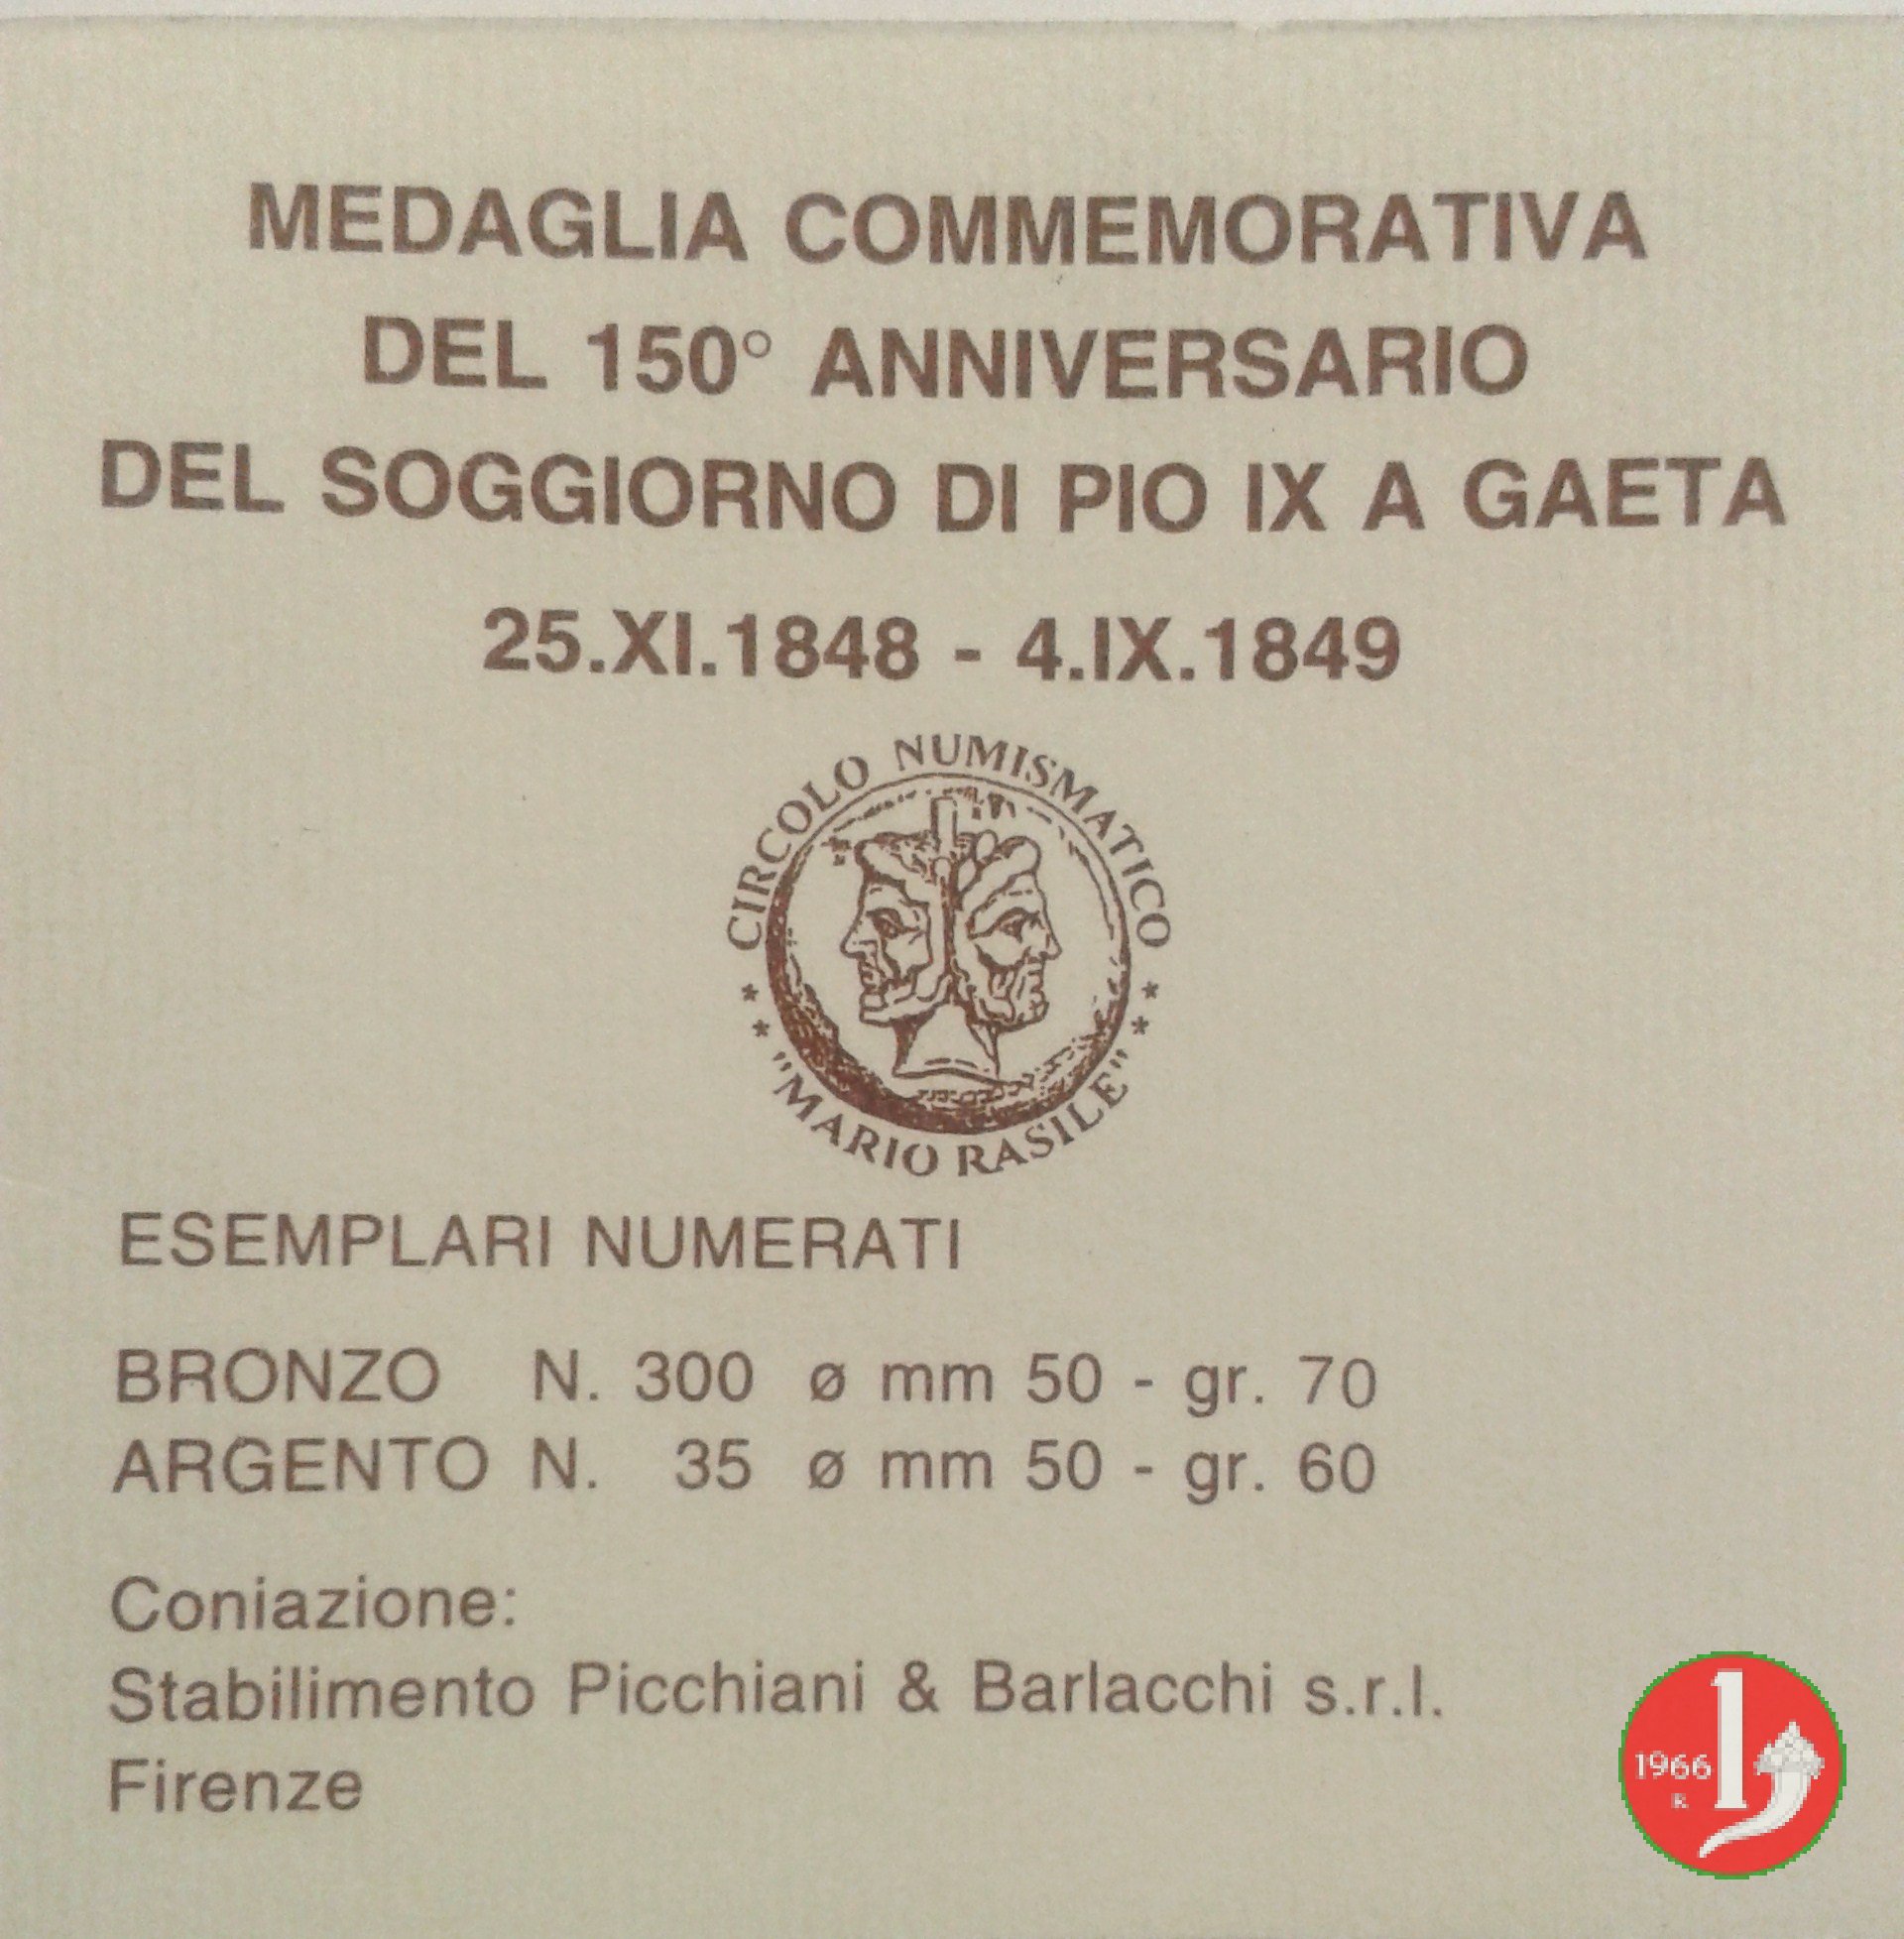 MEDAGLIA COMMEMORATIVA
DEL 150° ANNIVERSARIO
DEL SOGGIORNO DI PIO IX A GAETA
25.XI.1848 - 4.IX.1849
CIRCOLO NUMISMATICO
* * "MARIO RASILE" * *
ESEMPLARI NUMERATI
BRONZO N. 300 ø mm 50 - gr. 70
ARGENTO N. 35 ø mm 50 - gr. 60
Coniazione:
Stabilimento Picchiani & Barlacchi s.r.l.
Firenze
1966
R